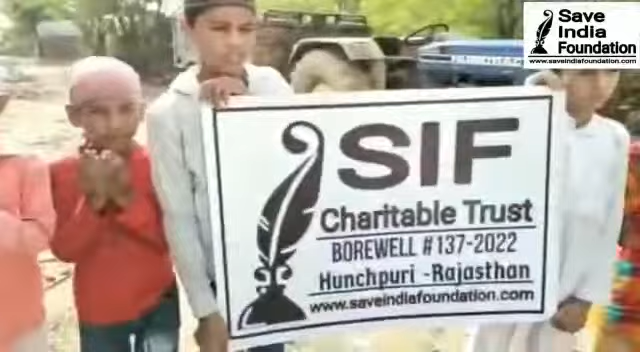 Save
India
Foundation
www.saveindiafoundation.com
SIF
Charitable Trust
BOREWELL #137-2022
Hunchpuri -Rajasthan
www.saveindiafoundation.com